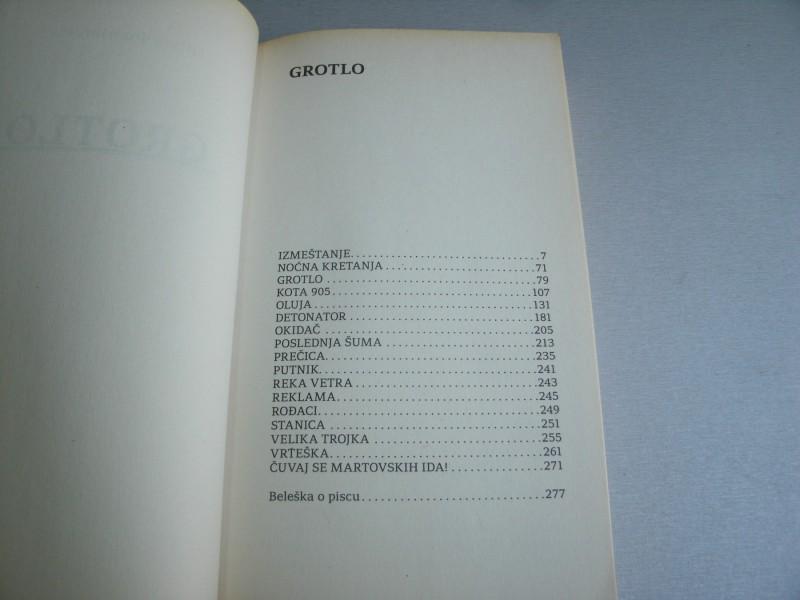 GROTLO
IZMEŠTANJE................................7
NOĆNA KRETANJA..........................71
GROTLO....................................79
KOTA 905..................................107
OLUJA.....................................131
DETONATOR................................181
OKIDAČ....................................205
POSLEDNJA ŠUMA..........................213
PREČICA...................................235
PUTNIK....................................241
REKA VETRA...............................243
REKLAMA..................................245
ROĐACI....................................249
STANICA...................................251
VELIKA TROJKA............................255
VRTEŠKA...................................261
ČUVAJ SE MARTOVSKIH IDA!...............271
Beleška o piscu............................277